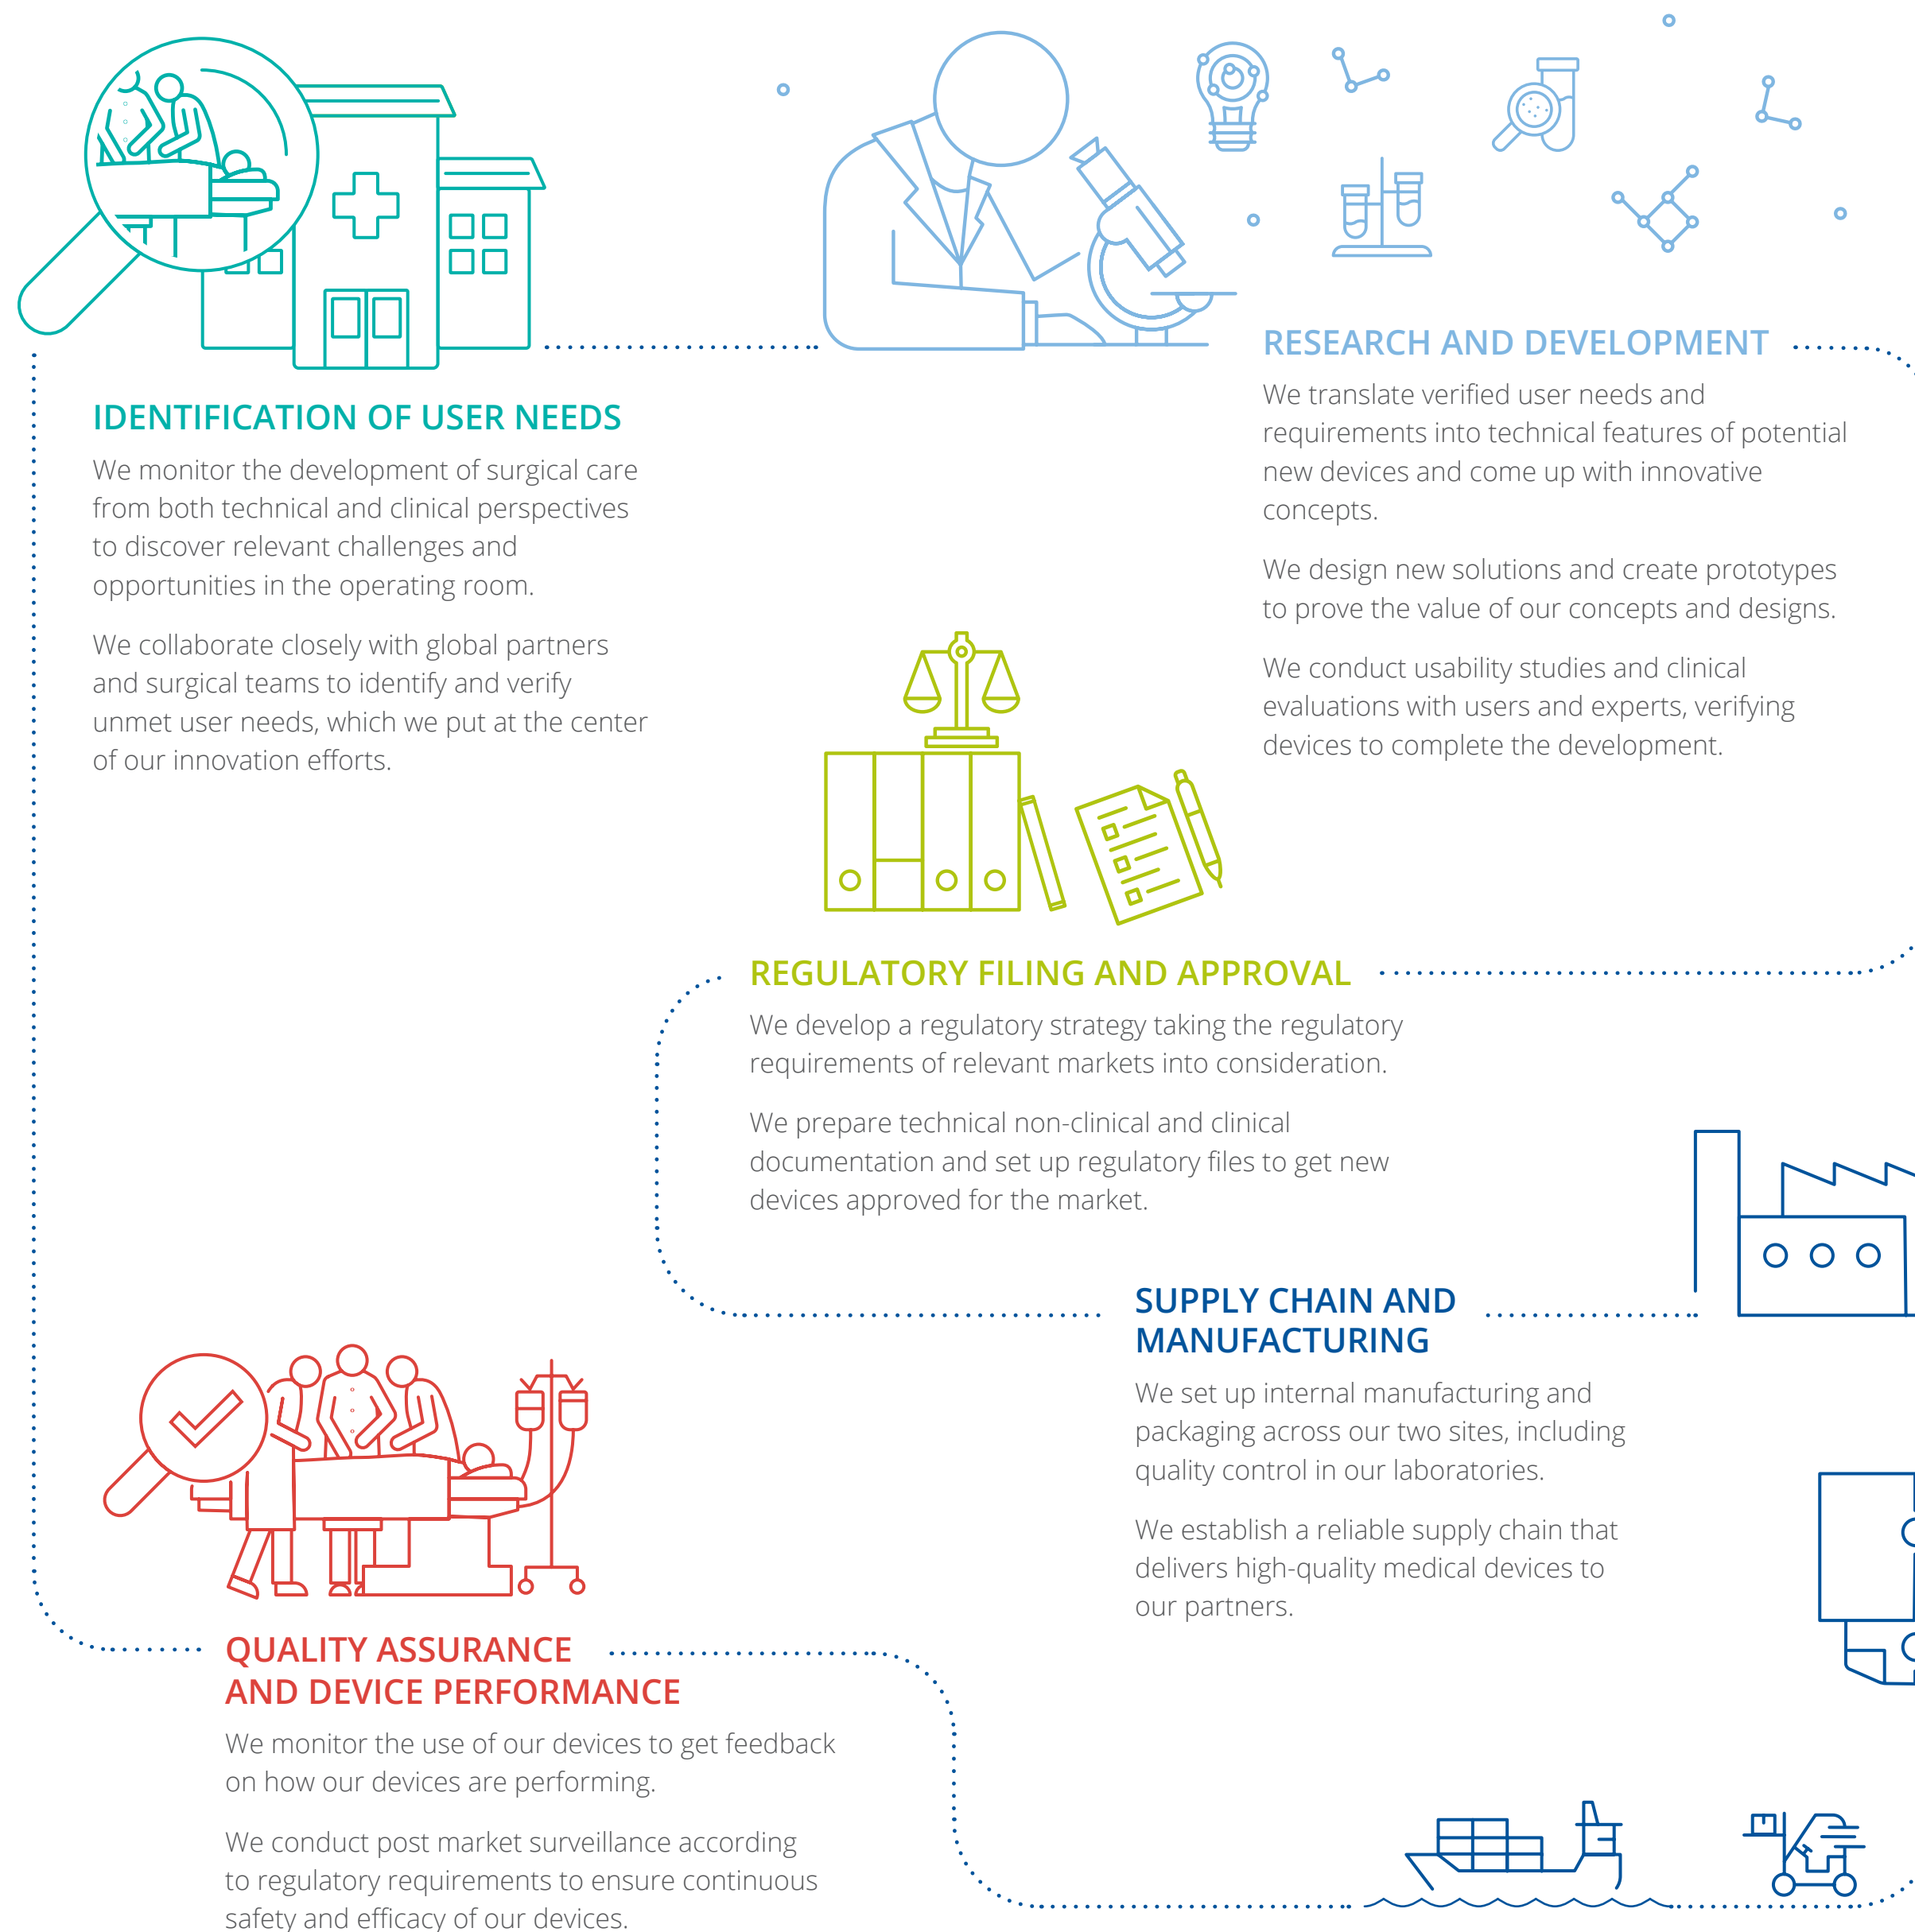 IDENTIFICATION OF USER NEEDS
We monitor the development of surgical care
from both technical and clinical perspectives
to discover relevant challenges and
opportunities in the operating room.
We collaborate closely with global partners
and surgical teams to identify and verify
unmet user needs, which we put at the center
of our innovation efforts.
RESEARCH AND DEVELOPMENT
We translate verified user needs and
requirements into technical features of potential
new devices and come up with innovative
concepts.
We design new solutions and create prototypes
to prove the value of our concepts and designs.
We conduct usability studies and clinical
evaluations with users and experts, verifying
devices to complete the development.
REGULATORY FILING AND APPROVAL
We develop a regulatory strategy taking the regulatory
requirements of relevant markets into consideration.
We prepare technical non-clinical and clinical
documentation and set up regulatory files to get new
devices approved for the market.
SUPPLY CHAIN AND
MANUFACTURING
We set up internal manufacturing and
packaging across our two sites, including
quality control in our laboratories.
We establish a reliable supply chain that
delivers high-quality medical devices to
our partners.
QUALITY ASSURANCE
AND DEVICE PERFORMANCE
We monitor the use of our devices to get feedback
on how our devices are performing.
We conduct post market surveillance according
to regulatory requirements to ensure continuous
safety and efficacy of our devices.